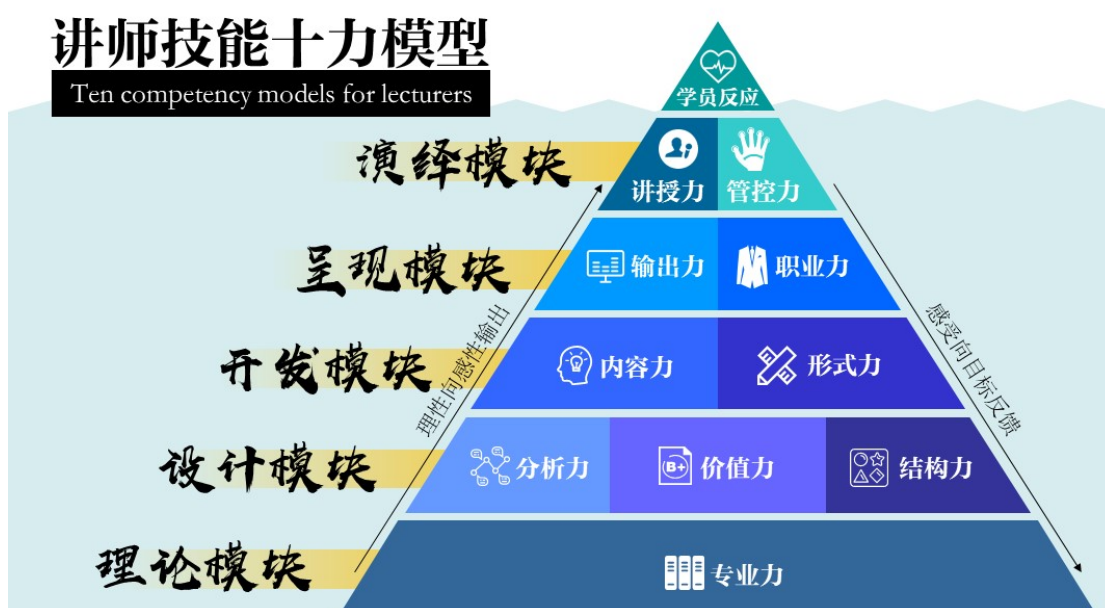 讲师技能十力模型
Ten competency models for lecturers
学员反应
演绎模块
讲授力
管控力
呈现模块
输出力
职业力
开发模块
内容力
形式力
设计模块
分析力
B+
价值力
结构力
理论模块
专业力
理性向感性输出
感受向目标反馈